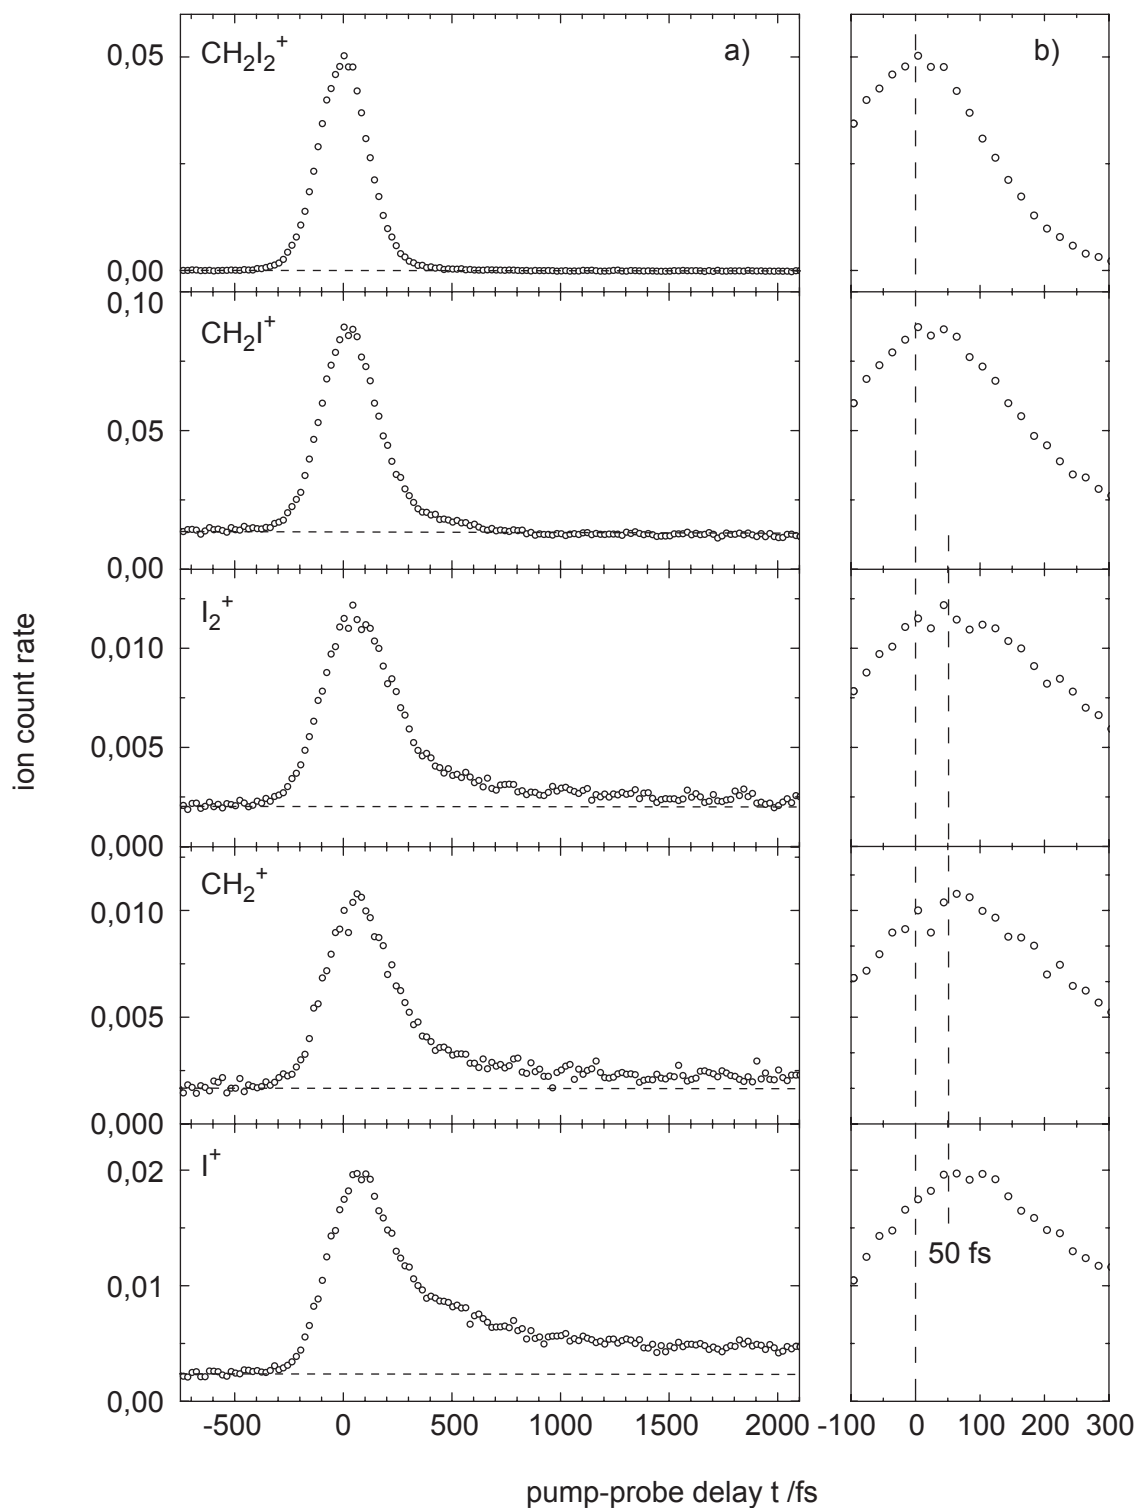 CH₂I₂⁺
a)
b)
0,05
0,00
CH₂I⁺
0,10
0,05
0,00
I₂⁺
0,010
0,005
0,000
CH₂⁺
0,010
0,005
0,000
I⁺
0,02
0,01
0,00
50 fs
ion count rate
-500 0 500 1000 1500 2000
-100 0 100 200 300
pump-probe delay t /fs